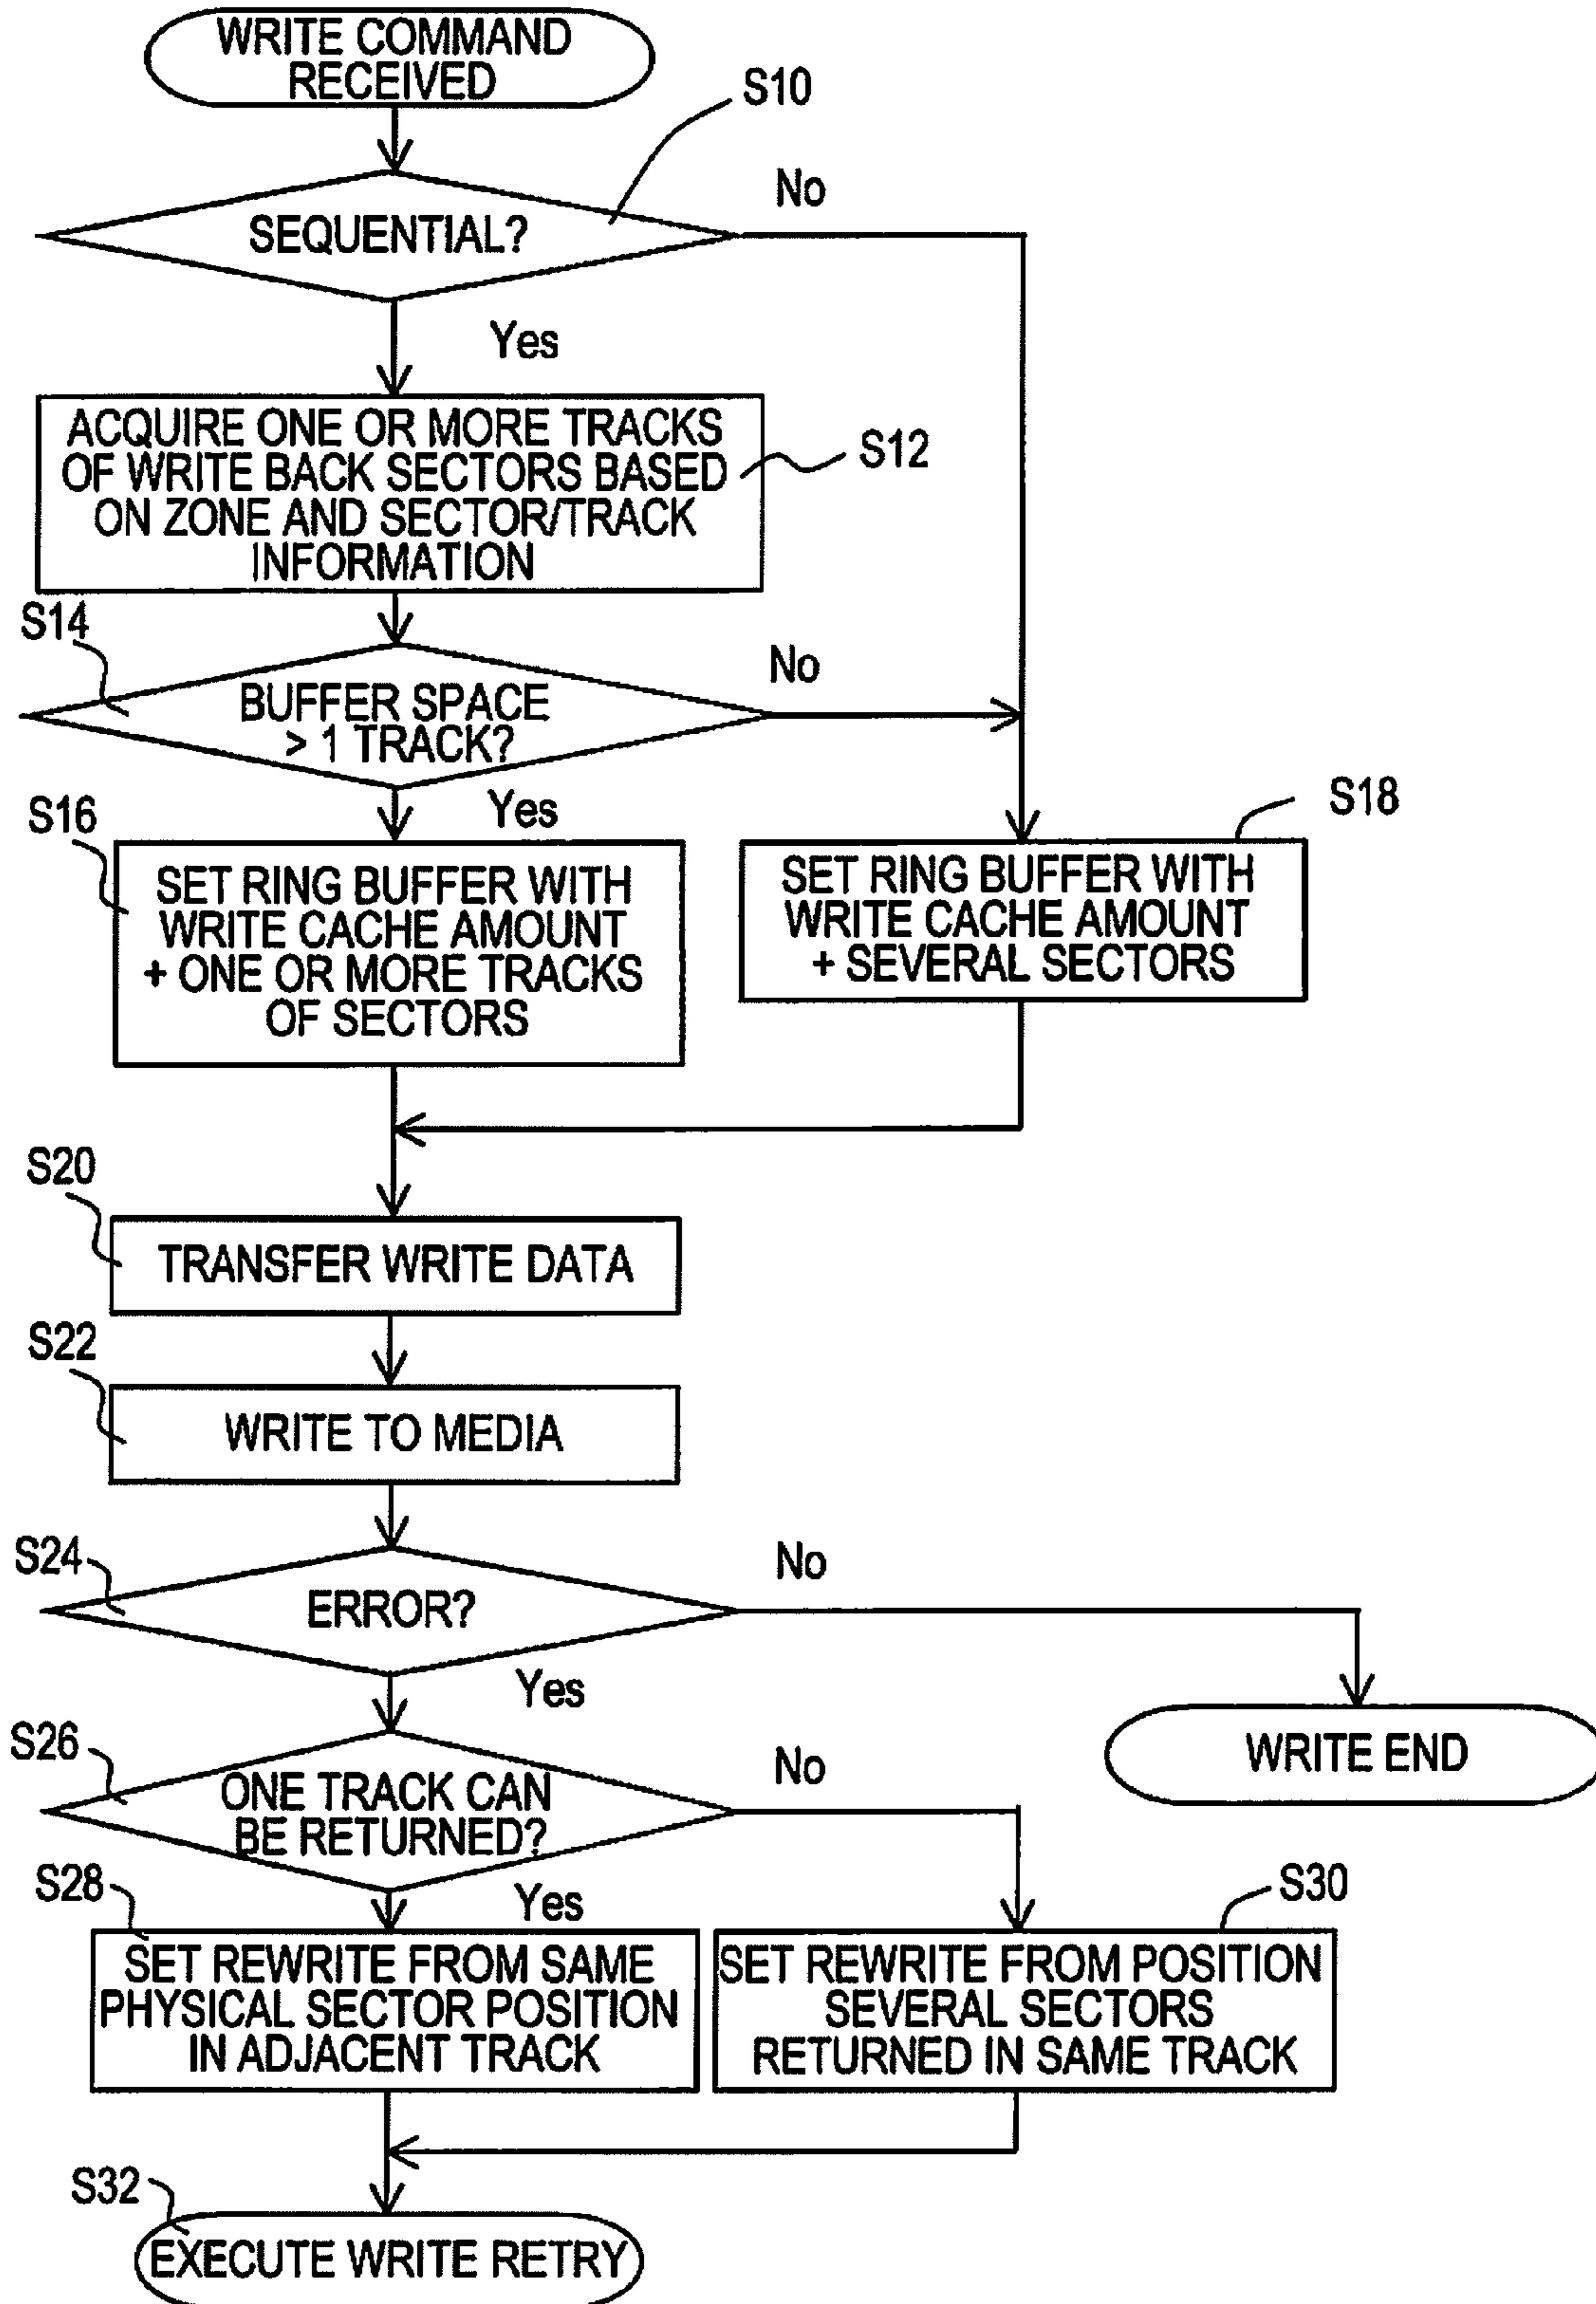 WRITE COMMAND
RECEIVED
S10
No
SEQUENTIAL?
Yes
ACQUIRE ONE OR MORE TRACKS
OF WRITE BACK SECTORS BASED
ON ZONE AND SECTOR/TRACK
INFORMATION
S12
S14
No
BUFFER SPACE
> 1 TRACK?
Yes
S16
SET RING BUFFER WITH
WRITE CACHE AMOUNT
+ ONE OR MORE TRACKS
OF SECTORS
S18
SET RING BUFFER WITH
WRITE CACHE AMOUNT
+ SEVERAL SECTORS
S20
TRANSFER WRITE DATA
S22
WRITE TO MEDIA
S24
No
ERROR?
Yes
WRITE END
S26
No
ONE TRACK CAN
BE RETURNED?
Yes
S28
SET REWRITE FROM SAME
PHYSICAL SECTOR POSITION
IN ADJACENT TRACK
S30
SET REWRITE FROM POSITION
SEVERAL SECTORS
RETURNED IN SAME TRACK
S32
EXECUTE WRITE RETRY